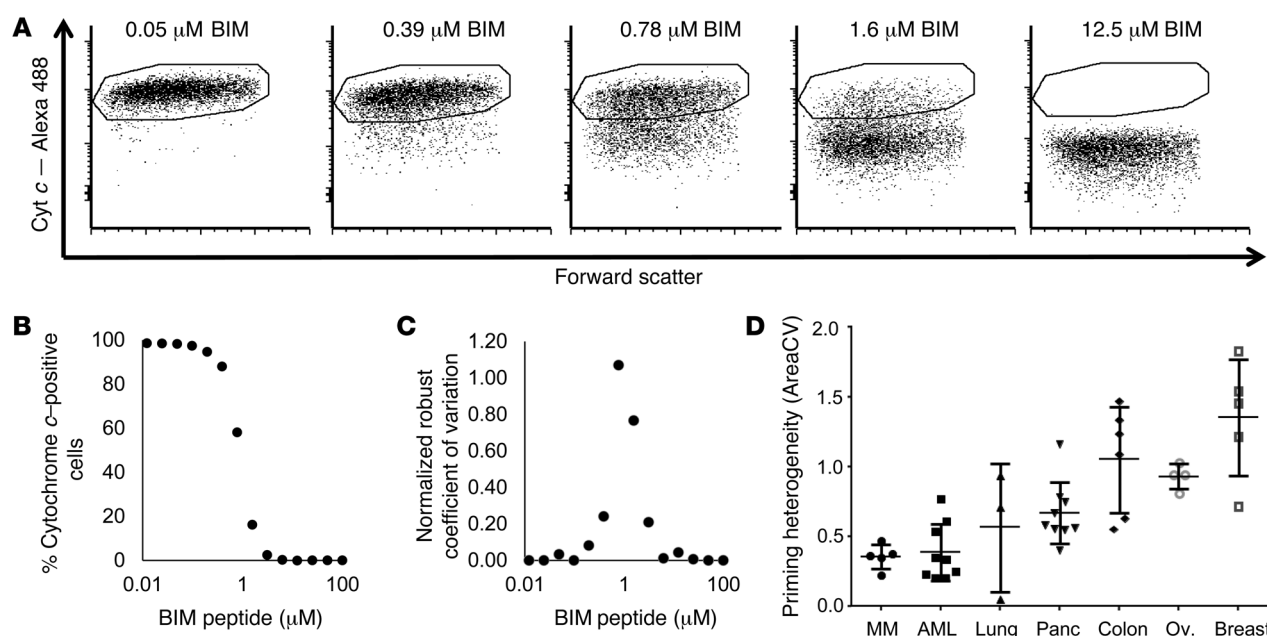 A
0.05 μM BIM
0.39 μM BIM
0.78 μM BIM
1.6 μM BIM
12.5 μM BIM
Cyt c – Alexa 488
Forward scatter
B
% Cytochrome c–positive
cells
100
80
60
40
20
0
0.01
1
100
BIM peptide (μM)
C
Normalized robust
coefficient of variation
1.20
1.00
0.80
0.60
0.40
0.20
0.00
0.01
1
100
BIM peptide (μM)
D
Priming heterogeneity (AreaCV)
2.0
1.5
1.0
0.5
0.0
MM
AML
Lung
Panc
Colon
Ov.
Breast